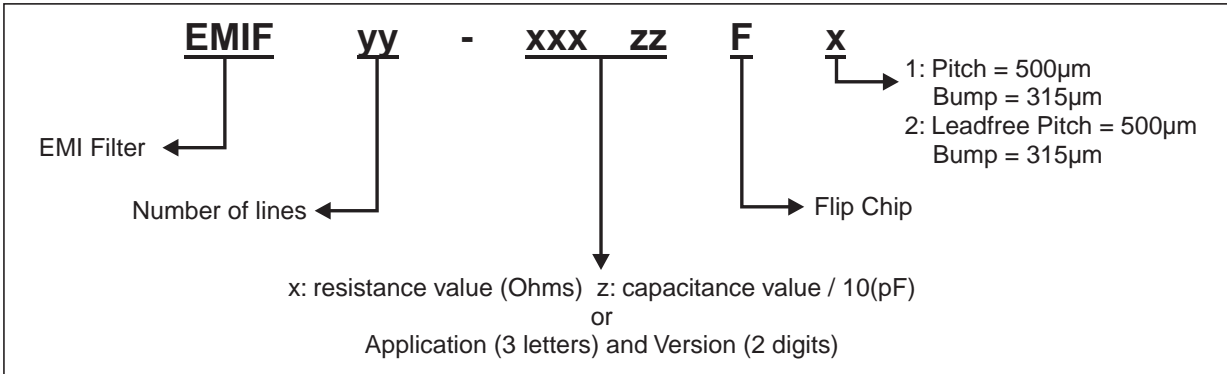 EMIF yy - xxx zz F x
1: Pitch = 500µm
Bump = 315µm
2: Leadfree Pitch = 500µm
Bump = 315µm
EMI Filter
Number of lines
Flip Chip
x: resistance value (Ohms) z: capacitance value / 10(pF)
or
Application (3 letters) and Version (2 digits)